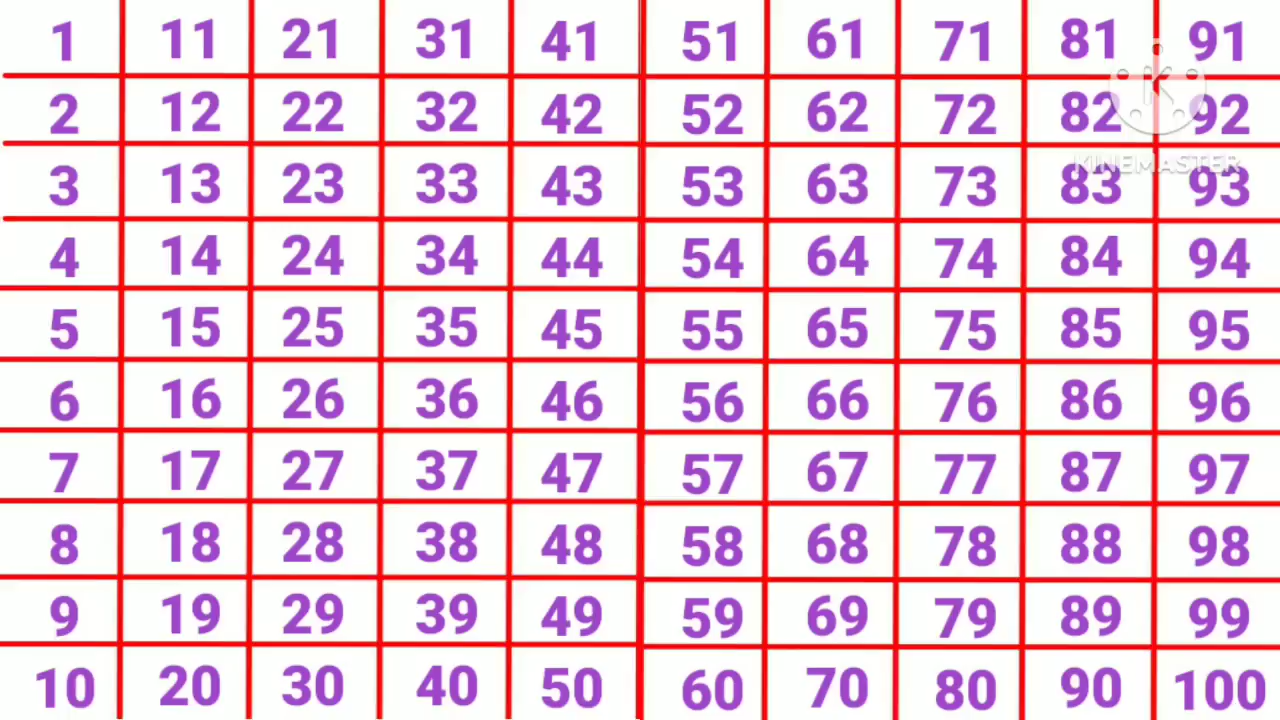 1 11 21 31 41 51 61 71 81 91
2 12 22 32 42 52 62 72 82 92
KINEMASTER
3 13 23 33 43 53 63 73 83 93
4 14 24 34 44 54 64 74 84 94
5 15 25 35 45 55 65 75 85 95
6 16 26 36 46 56 66 76 86 96
7 17 27 37 47 57 67 77 87 97
8 18 28 38 48 58 68 78 88 98
9 19 29 39 49 59 69 79 89 99
10 20 30 40 50 60 70 80 90 100